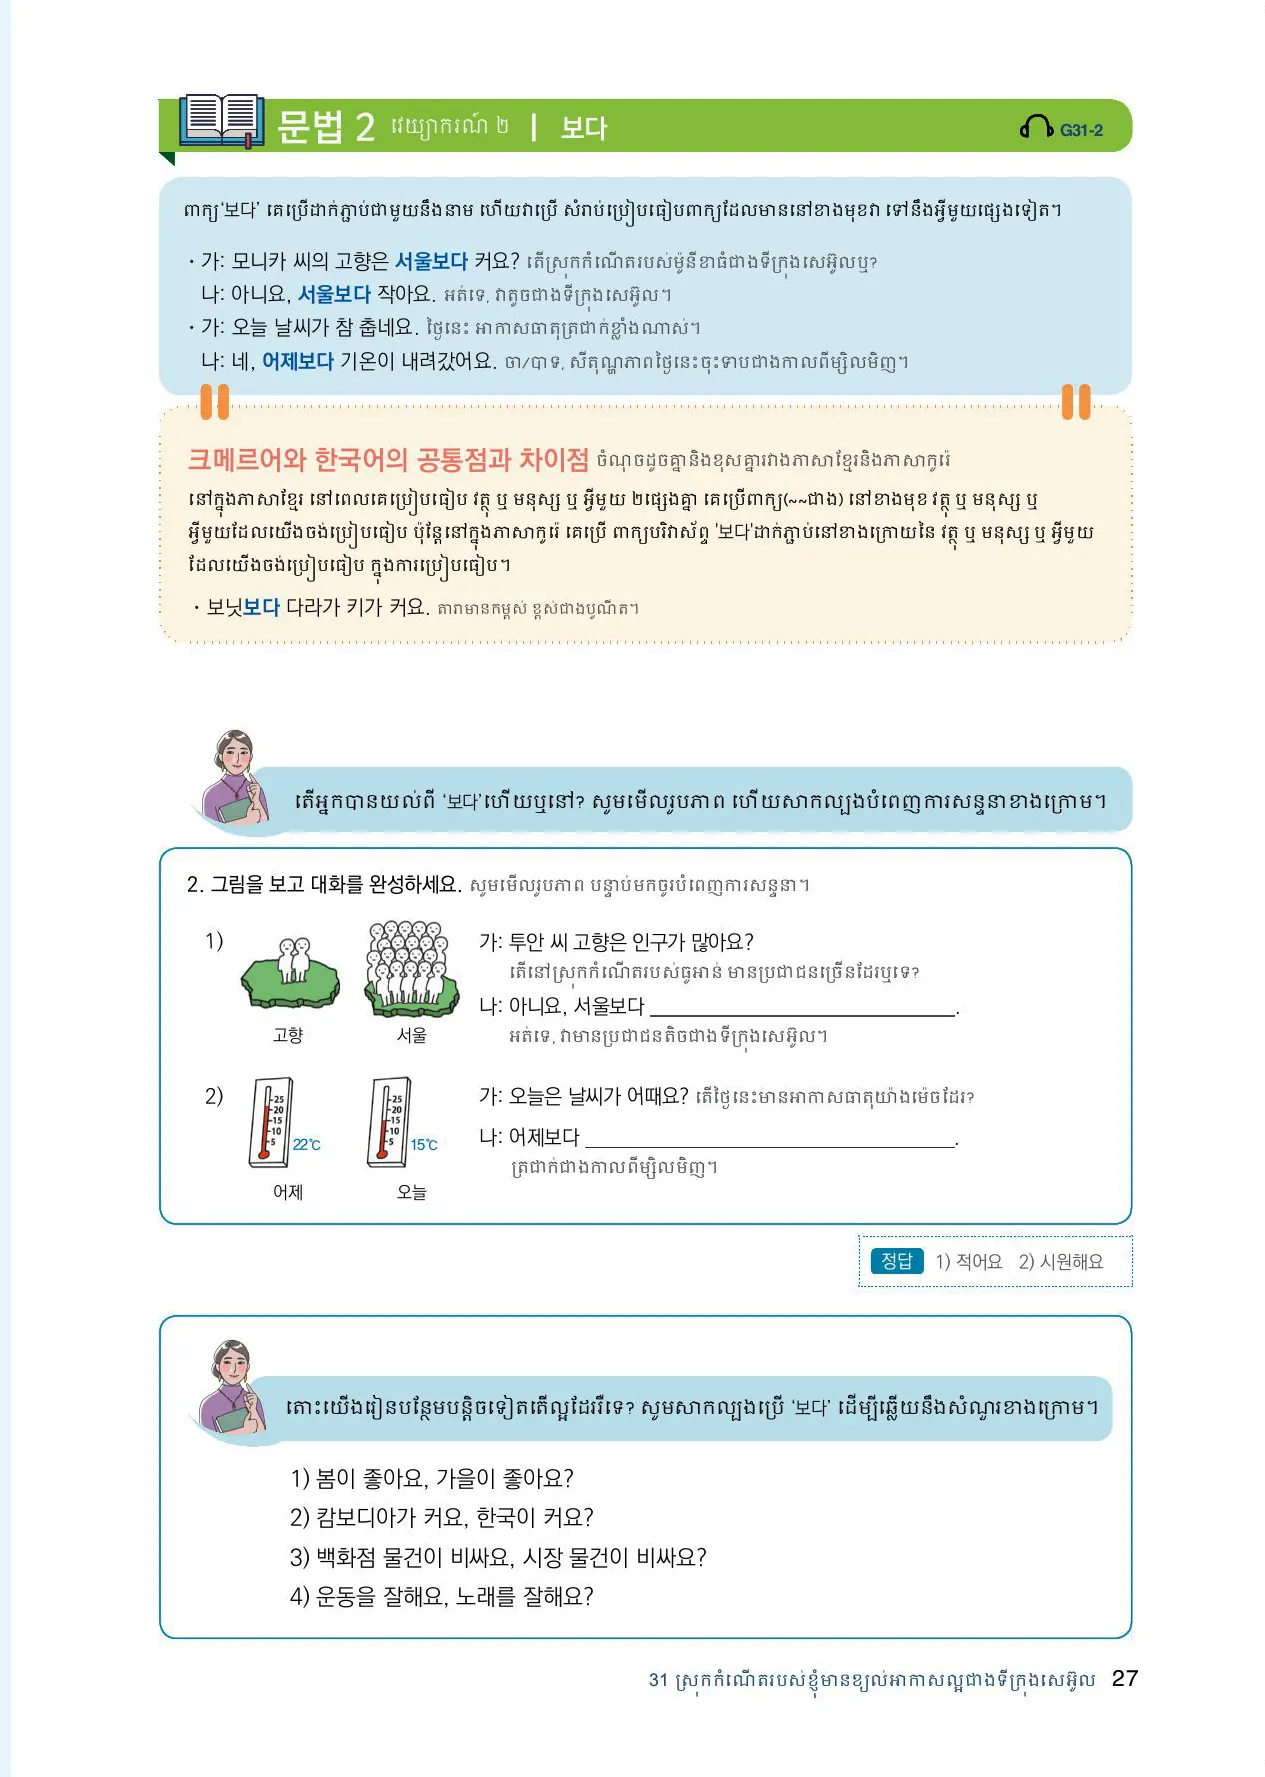 문법 2 វេយ្យាករណ៍ ២ | 보다 G31-2
ពាក្យ‘보다’ គេប្រើដាក់ភ្ជាប់ជាមួយនឹងនាម ហើយវាប្រើ សំរាប់ប្រៀបធៀបពាក្យដែលមាននៅខាងមុខវា ទៅនឹងអ្វីមួយផ្សេងទៀត។
· 가: 모니카 씨의 고향은 서울보다 커요? តើស្រុកកំណើតរបស់ម៉ូនីខាធំជាងទីក្រុងសេអ៊ូលឬ?
나: 아니요, 서울보다 작아요. អត់ទេ, វាតូចជាងទីក្រុងសេអ៊ូល។
· 가: 오늘 날씨가 참 춥네요. ថ្ងៃនេះ អាកាសធាតុត្រជាក់ខ្លាំងណាស់។
나: 네, 어제보다 기온이 내려갔어요. ចា/បាទ, សីតុណ្ហភាពថ្ងៃនេះចុះទាបជាងកាលពីម្សិលមិញ។
크메르어와 한국어의 공통점과 차이점 ចំណុចដូចគ្នានិងខុសគ្នារវាងភាសាខ្មែរនិងភាសាកូរ៉េ
នៅក្នុងភាសាខ្មែរ នៅពេលគេប្រៀបធៀប វត្ថុ ឬ មនុស្ស ឬ អ្វីមួយ ២ផ្សេងគ្នា គេប្រើពាក្យ(~~ជាង) នៅខាងមុខ វត្ថុ ឬ មនុស្ស ឬ
អ្វីមួយដែលយើងចង់ប្រៀបធៀប ប៉ុន្តែនៅក្នុងភាសាកូរ៉េ គេប្រើ ពាក្យបរិវាស័ព្ទ '보다'ដាក់ភ្ជាប់នៅខាងក្រោយនៃ វត្ថុ ឬ មនុស្ស ឬ អ្វីមួយ
ដែលយើងចង់ប្រៀបធៀប ក្នុងការប្រៀបធៀប។
· 보닛보다 다라가 키가 커요. តារាមានកម្ពស់ ខ្ពស់ជាងបូណីត។
តើអ្នកបានយល់ពី ‘보다’ហើយឬនៅ? សូមមើលរូបភាព ហើយសាកល្បងបំពេញការសន្ទនាខាងក្រោម។
2. 그림을 보고 대화를 완성하세요. សូមមើលរូបភាព បន្ទាប់មកចូរបំពេញការសន្ទនា។
1) 가: 투안 씨 고향은 인구가 많아요?
តើនៅស្រុកកំណើតរបស់ធូអាន់ មានប្រជាជនច្រើនដែរឬទេ?
나: 아니요, 서울보다 ____________.
고향 서울 អត់ទេ, វាមានប្រជាជនតិចជាងទីក្រុងសេអ៊ូល។
2) 가: 오늘은 날씨가 어때요? តើថ្ងៃនេះមានអាកាសធាតុយ៉ាងម៉េចដែរ?
25 20 15 10 5 22℃
25 20 15 10 5 15℃
나: 어제보다 ____________.
ត្រជាក់ជាងកាលពីម្សិលមិញ។
어제 오늘
정답 1) 적어요 2) 시원해요
តោះយើងរៀនបន្ថែមបន្តិចទៀតតើល្អដែររឺទេ? សូមសាកល្បងប្រើ ‘보다’ ដើម្បីឆ្លើយនឹងសំណួរខាងក្រោម។
1) 봄이 좋아요, 가을이 좋아요?
2) 캄보디아가 커요, 한국이 커요?
3) 백화점 물건이 비싸요, 시장 물건이 비싸요?
4) 운동을 잘해요, 노래를 잘해요?
31 ស្រុកកំណើតរបស់ខ្ញុំមានខ្យល់អាកាសល្អជាងទីក្រុងសេអ៊ូល 27